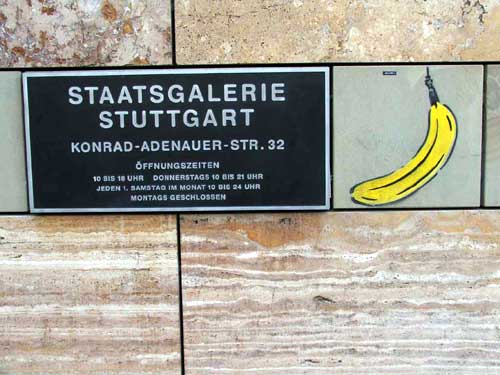 STAATSGALERIE
STUTTGART
KONRAD-ADENAUER-STR. 32
ÖFFNUNGSZEITEN
10 BIS 18 UHR DONNERSTAGS 10 BIS 21 UHR
JEDEN 1. SAMSTAG IM MONAT 10 BIS 24 UHR
MONTAGS GESCHLOSSEN